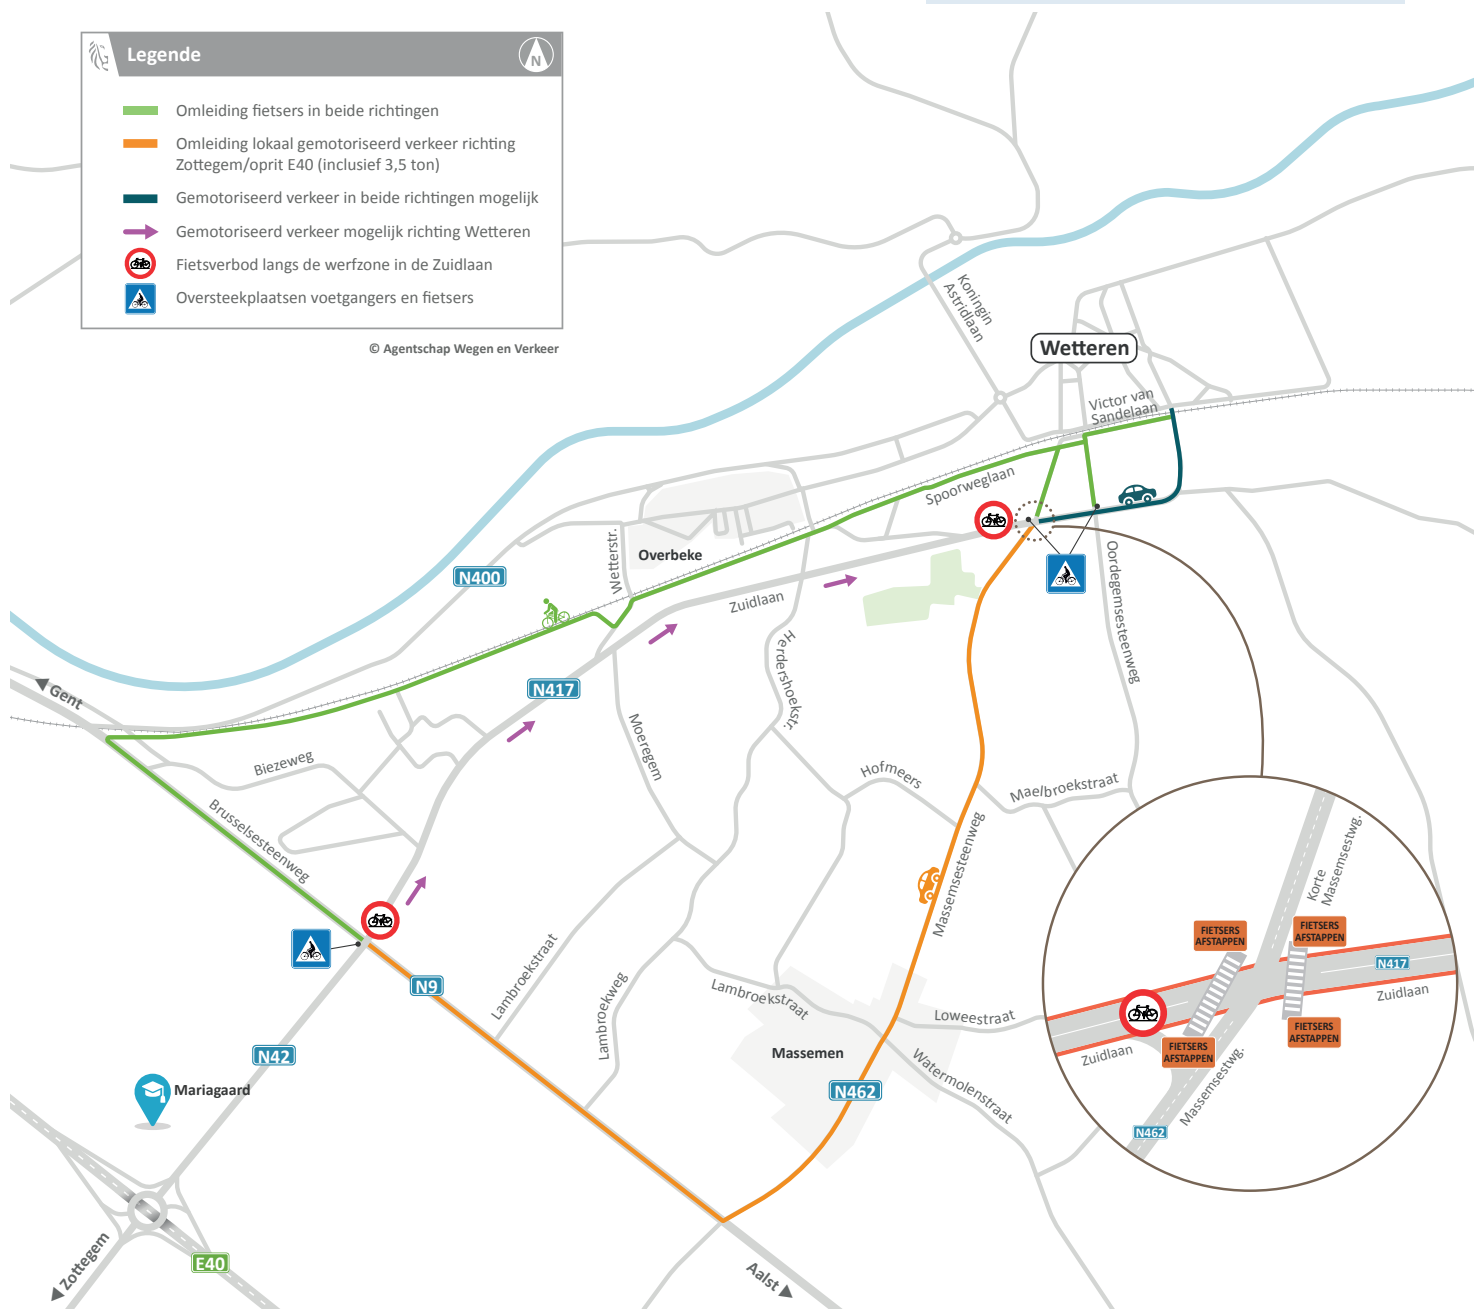 Legende
N
Omleiding fietsers in beide richtingen
Omleiding lokaal gemotoriseerd verkeer richting
Zottegem/oprit E40 (inclusief 3,5 ton)
Gemotoriseerd verkeer in beide richtingen mogelijk
Gemotoriseerd verkeer mogelijk richting Wetteren
Fietsverbod langs de werfzone in de Zuidlaan
Oversteekplaatsen voetgangers en fietsers
© Agentschap Wegen en Verkeer
Koningin
Astridlaan
Wetteren
Victor van
Sandelaan
Spoorweglaan
Wetterstr.
Overbeke
N400
Zuidlaan
Oordegemsesteenweg
Herdershoekstr.
Gent
N417
Moeregem
Biezeweg
Hofmeers
Maelbroekstraat
Brusselsesteenweg
Massemsesteenweg
Korte
Massemsestwg.
FIETSERS
AFSTAPPEN
FIETSERS
AFSTAPPEN
N417
Zuidlaan
FIETSERS
AFSTAPPEN
FIETSERS
AFSTAPPEN
Zuidlaan
Massemsestwg.
N462
N9
Lambroekstraat
Lambroekweg
Lambroekstraat
Loweestraat
Massemen
Watermolenstraat
N462
N42
Mariagaard
E40
Zottegem
Aalst